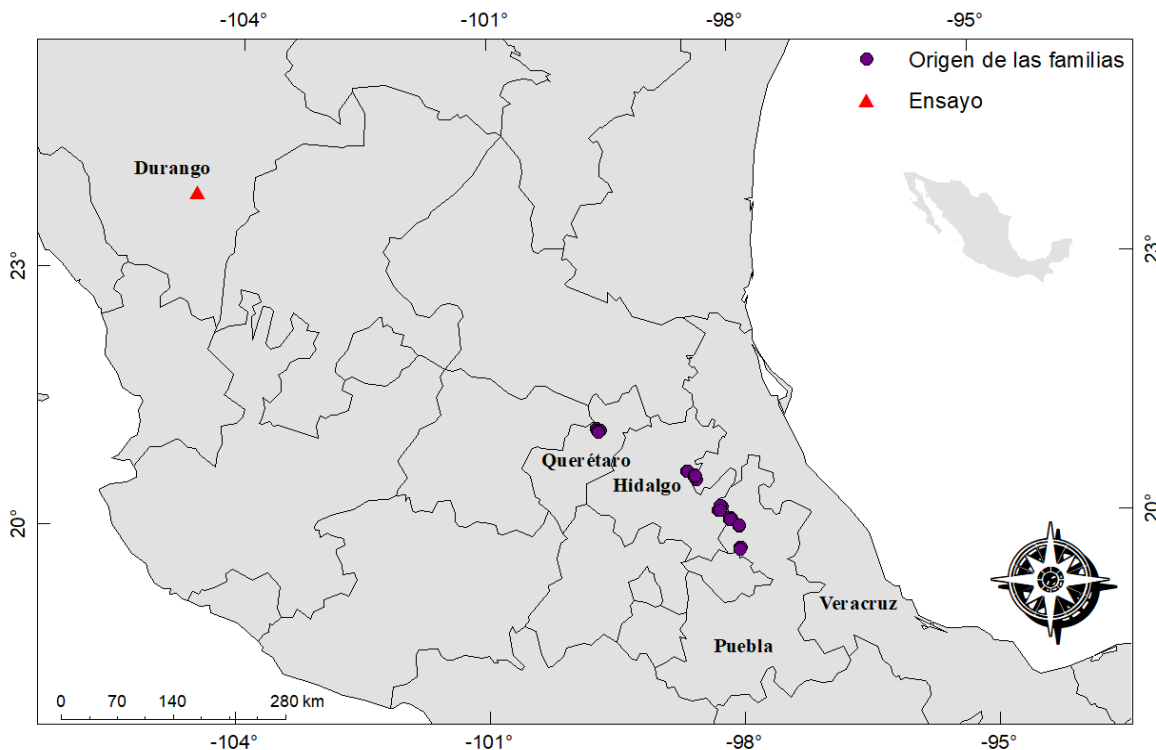 -104° -101° -98° -95°
Origen de las familias
Ensayo
Durango
23° 23°
Querétaro
Hidalgo
20° 20°
Veracruz
Puebla
0 70 140 280 km
-104° -101° -98° -95°